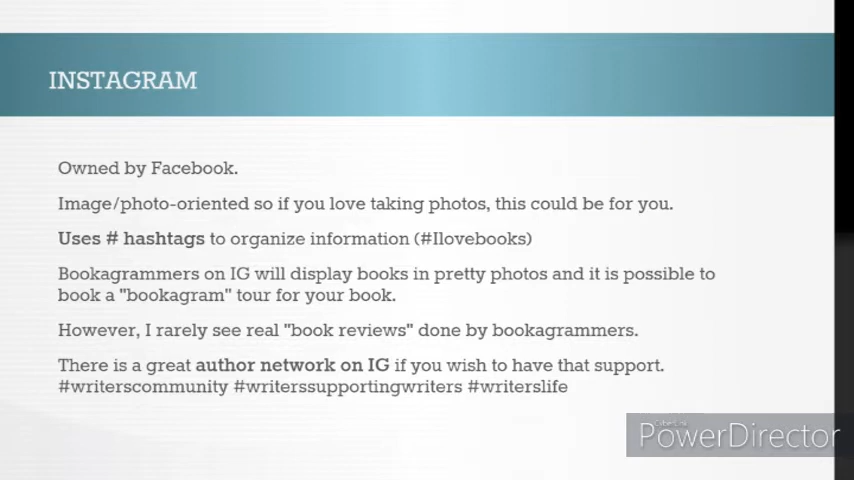 INSTAGRAM
Owned by Facebook.
Image/photo-oriented so if you love taking photos, this could be for you.
Uses # hashtags to organize information (#Ilovebooks)
Bookagrammers on IG will display books in pretty photos and it is possible to
book a "bookagram" tour for your book.
However, I rarely see real "book reviews" done by bookagrammers.
There is a great author network on IG if you wish to have that support.
#writerscommunity #writerssupportingwriters #writerslife
CyberLink
PowerDirector